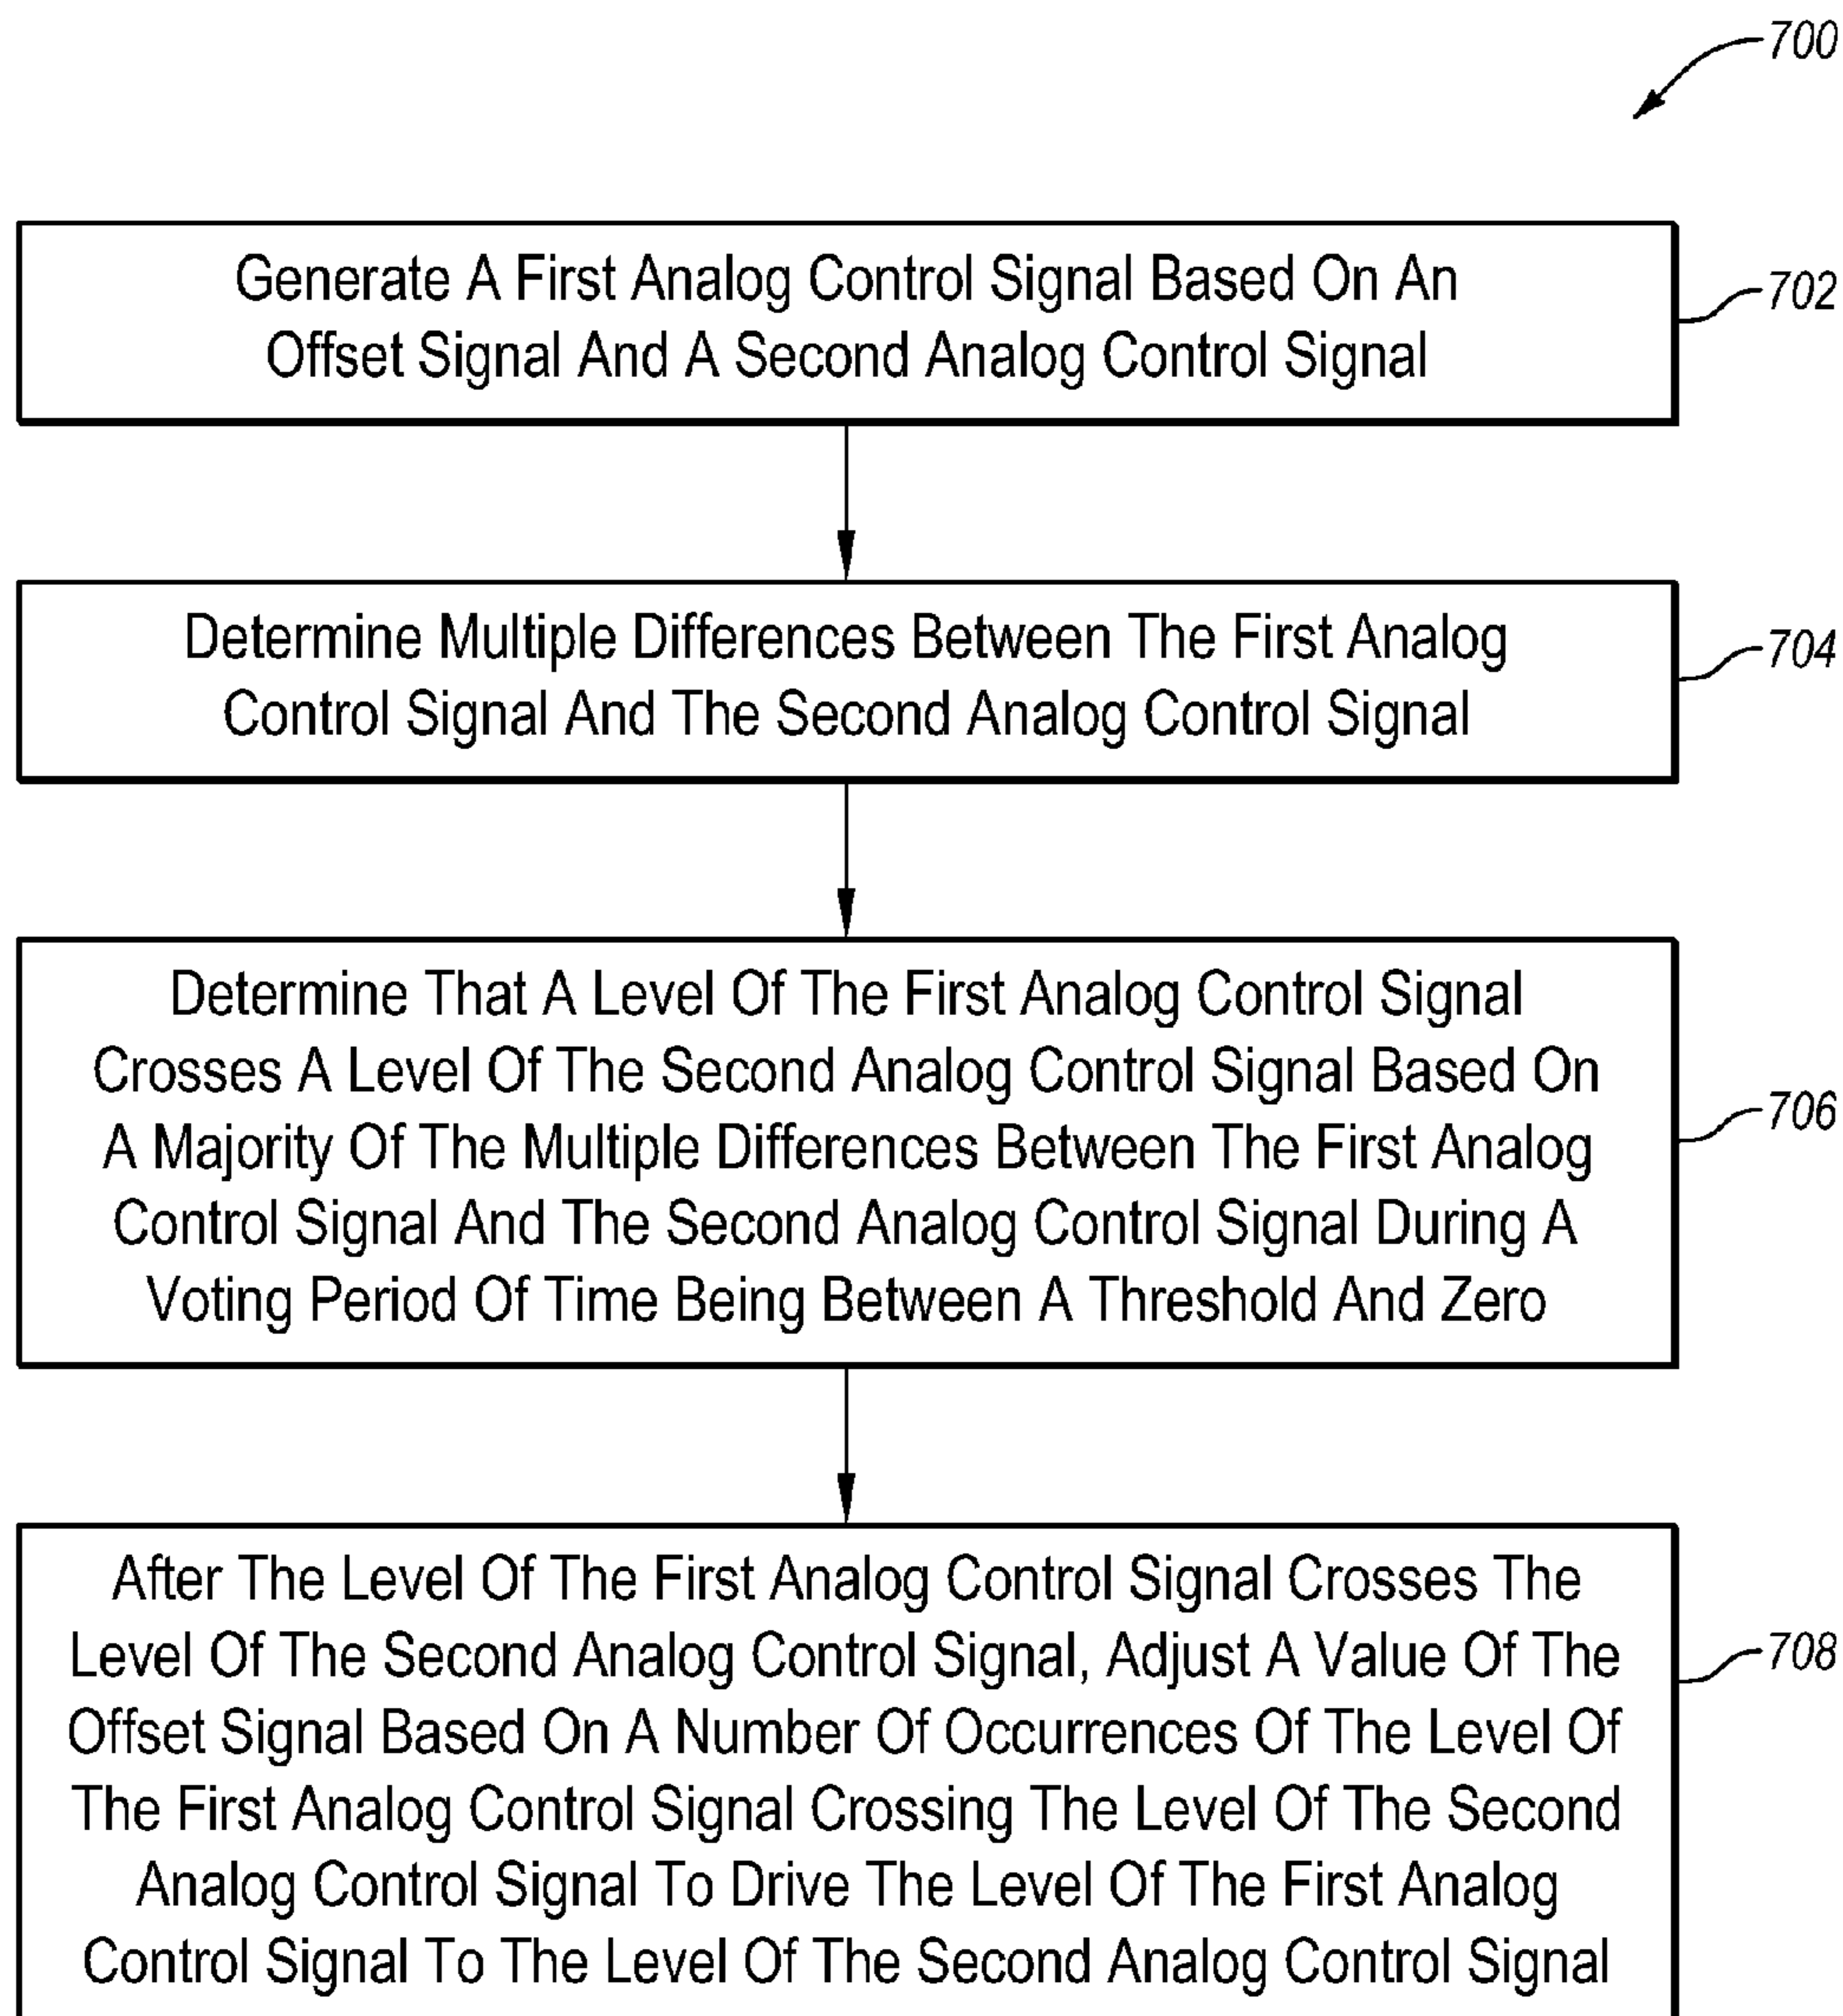 700
Generate A First Analog Control Signal Based On An
Offset Signal And A Second Analog Control Signal
702
Determine Multiple Differences Between The First Analog
Control Signal And The Second Analog Control Signal
704
Determine That A Level Of The First Analog Control Signal
Crosses A Level Of The Second Analog Control Signal Based On
A Majority Of The Multiple Differences Between The First Analog
Control Signal And The Second Analog Control Signal During A
Voting Period Of Time Being Between A Threshold And Zero
706
After The Level Of The First Analog Control Signal Crosses The
Level Of The Second Analog Control Signal, Adjust A Value Of The
Offset Signal Based On A Number Of Occurrences Of The Level Of
The First Analog Control Signal Crossing The Level Of The Second
Analog Control Signal To Drive The Level Of The First Analog
Control Signal To The Level Of The Second Analog Control Signal
708